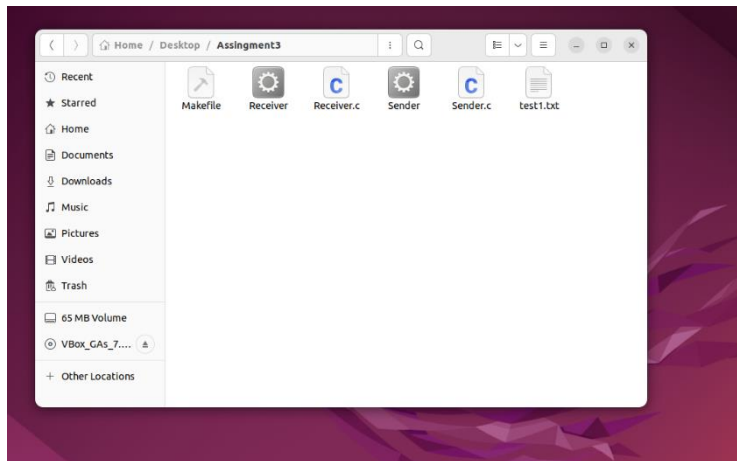 Home / Desktop / Assingment3
Recent
Starred
Home
Documents
Downloads
Music
Pictures
Videos
Trash
65 MB Volume
VBox_GAs_7....
Other Locations
Makefile Receiver Receiver.c Sender Sender.c test1.txt